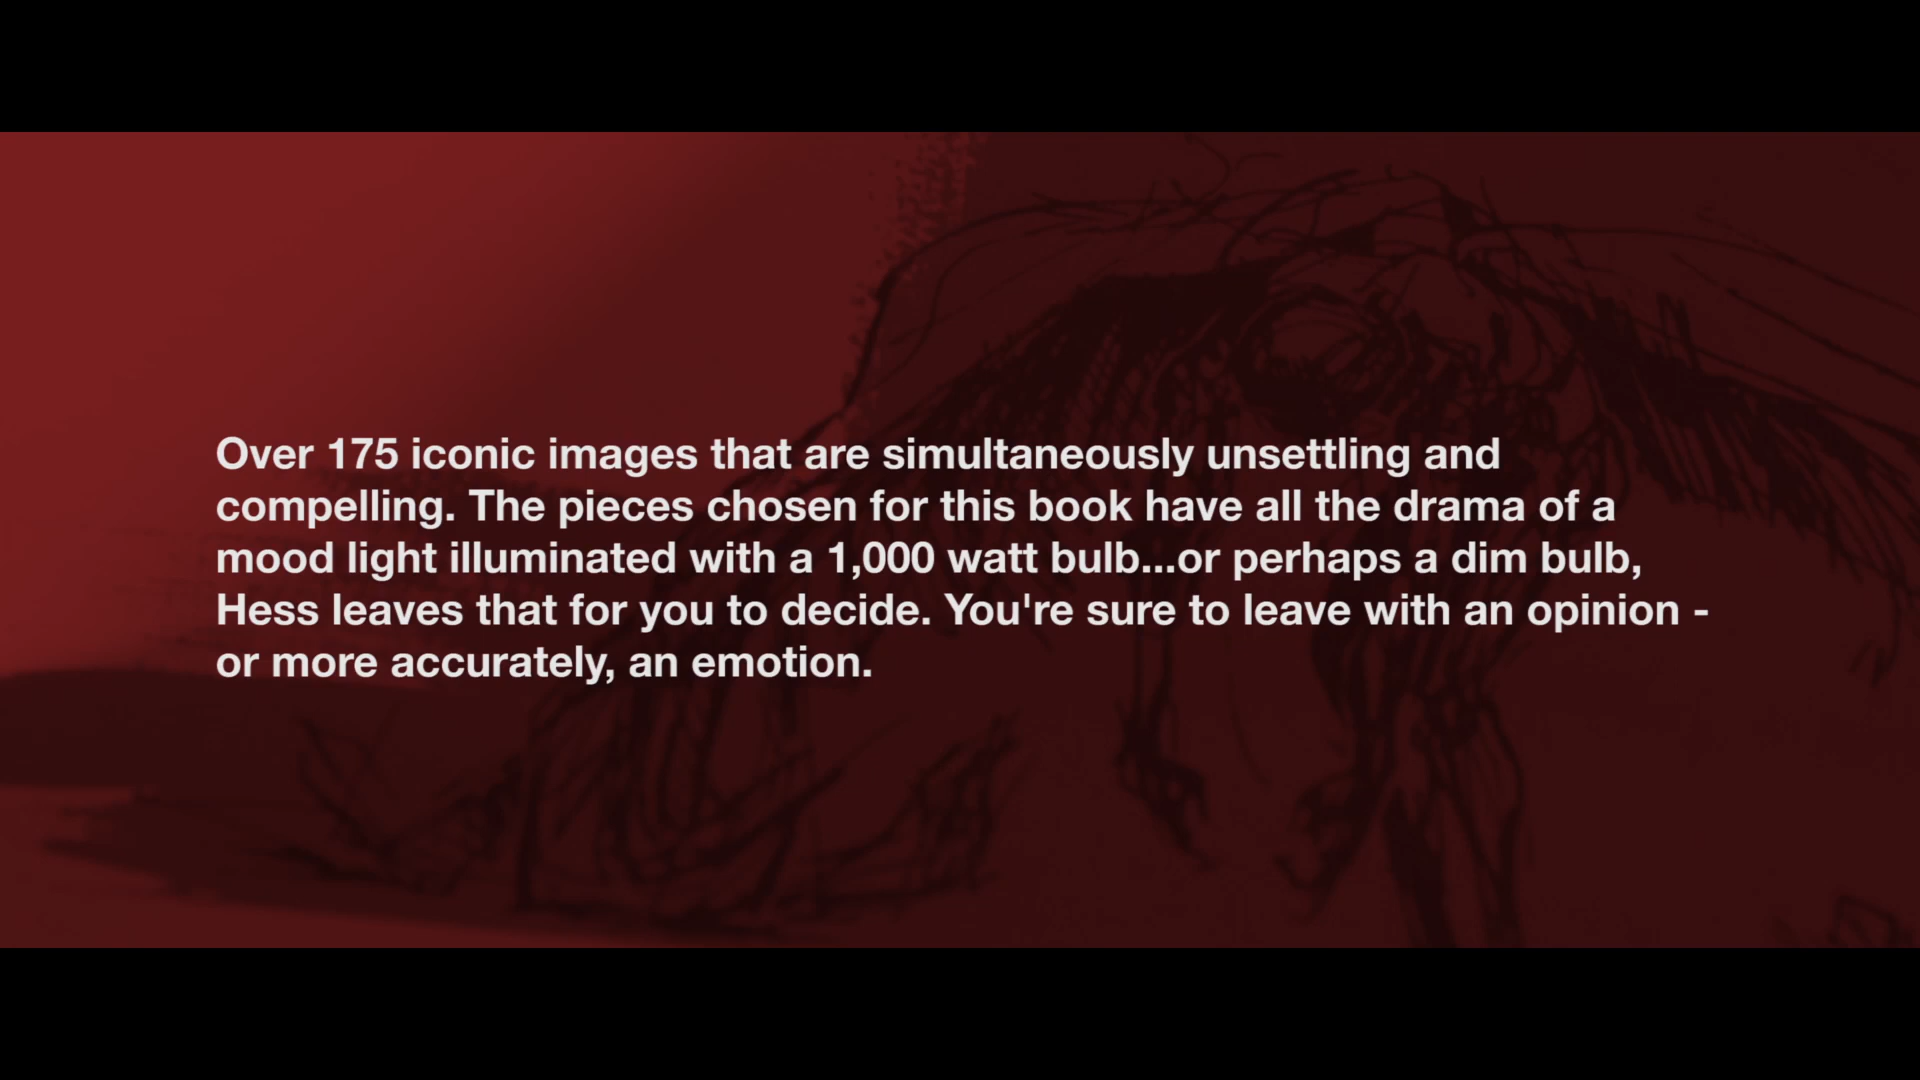 Over 175 iconic images that are simultaneously unsettling and
compelling. The pieces chosen for this book have all the drama of a
mood light illuminated with a 1,000 watt bulb...or perhaps a dim bulb,
Hess leaves that for you to decide. You're sure to leave with an opinion -
or more accurately, an emotion.